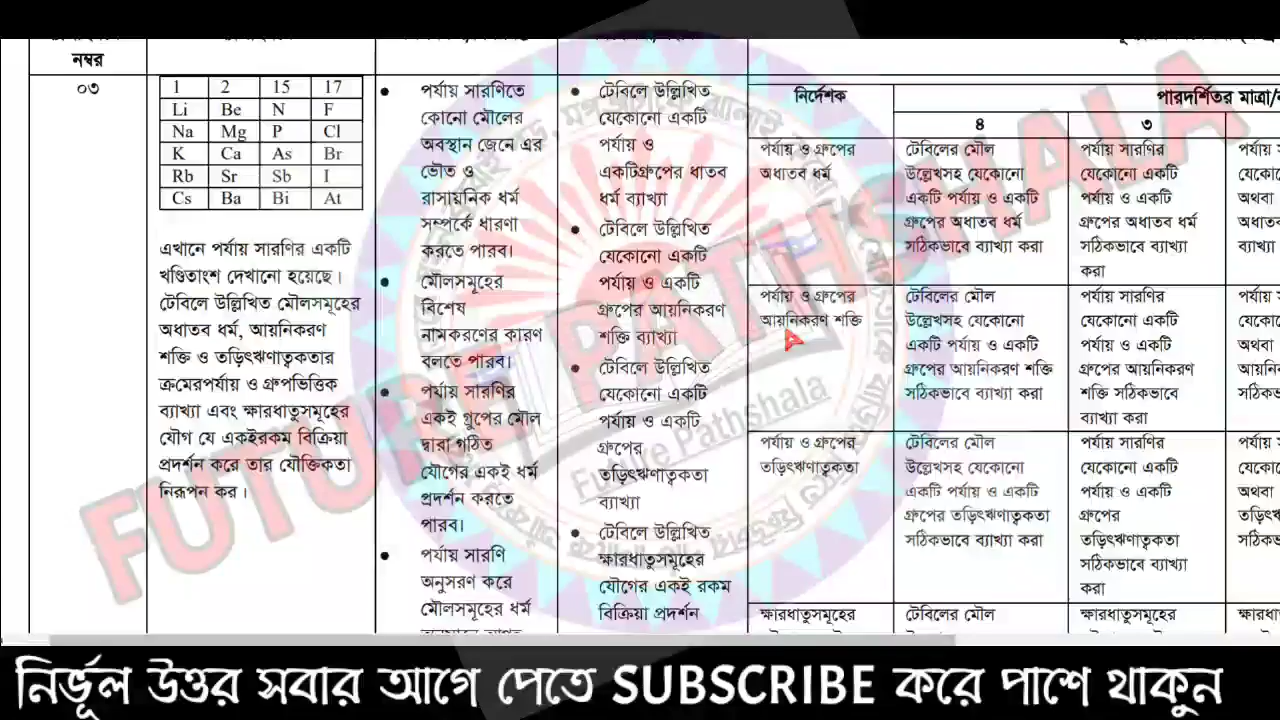 নম্বর
০৩
1 2 15 17
Li Be N F
Na Mg P Cl
K Ca As Br
Rb Sr Sb I
Cs Ba Bi At
এখানে পর্যায় সারণির একটি
খণ্ডিতাংশ দেখানো হয়েছে।
টেবিলে উল্লিখিত মৌলসমূহের
অধাতব ধর্ম, আয়নিকরণ
শক্তি ও তড়িৎঋণাত্বকতার
ক্রমেরপর্যায় ও গ্রুপভিত্তিক
ব্যাখ্যা এবং ক্ষারধাতুসমূহের
যৌগ যে একইরকম বিক্রিয়া
প্রদর্শন করে তার যৌক্তিকতা
নিরূপন কর।
পর্যায় সারণিতে
কোনো মৌলের
অবস্থান জেনে এর
ভৌত ও
রাসায়নিক ধর্ম
সম্পর্কে ধারণা
করতে পারব।
মৌলসমূহের
বিশেষ
নামকরণের কারণ
বলতে পারব।
পর্যায় সারণির
একই গ্রুপের মৌল
দ্বারা গঠিত
যৌগের একই ধর্ম
প্রদর্শন করতে
পারব।
পর্যায় সারণি
অনুসরণ করে
মৌলসমূহের ধর্ম
টেবিলে উল্লিখিত
যেকোনো একটি
পর্যায় ও
একটিগ্রুপের ধাতব
ধর্ম ব্যাখ্যা
টেবিলে উল্লিখিত
যেকোনো একটি
পর্যায় ও একটি
গ্রুপের আয়নিকরণ
শক্তি ব্যাখ্যা
টেবিলে উল্লিখিত
যেকোনো একটি
পর্যায় ও একটি
গ্রুপের
তড়িৎঋণাত্বকতা
ব্যাখ্যা
টেবিলে উল্লিখিত
ক্ষারধাতুসমূহের
যৌগের একই রকম
বিক্রিয়া প্রদর্শন
নির্দেশক
পারদর্শিতর মাত্রা/
৪ ৩
পর্যায় ও গ্রুপের
অধাতব ধর্ম
টেবিলের মৌল
উল্লেখসহ যেকোনো
একটি পর্যায় ও একটি
গ্রুপের অধাতব ধর্ম
সঠিকভাবে ব্যাখ্যা করা
পর্যায় সারণির
যেকোনো একটি
পর্যায় ও একটি
গ্রুপের অধাতব ধর্ম
সঠিকভাবে ব্যাখ্যা
করা
পর্যায় ও গ্রুপের
আয়নিকরণ শক্তি
টেবিলের মৌল
উল্লেখসহ যেকোনো
একটি পর্যায় ও একটি
গ্রুপের আয়নিকরণ শক্তি
সঠিকভাবে ব্যাখ্যা করা
পর্যায় সারণির
যেকোনো একটি
পর্যায় ও একটি
গ্রুপের আয়নিকরণ
শক্তি সঠিকভাবে
ব্যাখ্যা করা
পর্যায় ও গ্রুপের
তড়িৎঋণাত্বকতা
টেবিলের মৌল
উল্লেখসহ যেকোনো
একটি পর্যায় ও একটি
গ্রুপের তড়িৎঋণাত্বকতা
সঠিকভাবে ব্যাখ্যা করা
পর্যায় সারণির
যেকোনো একটি
পর্যায় ও একটি
গ্রুপের
তড়িৎঋণাত্বকতা
সঠিকভাবে ব্যাখ্যা
করা
ক্ষারধাতুসমূহের
টেবিলের মৌল
ক্ষারধাতুসমূহের
FUTURE PATHSHALA
Future Pathshala
নির্ভূল উত্তর সবার আগে পেতে SUBSCRIBE করে পাশে থাকুন